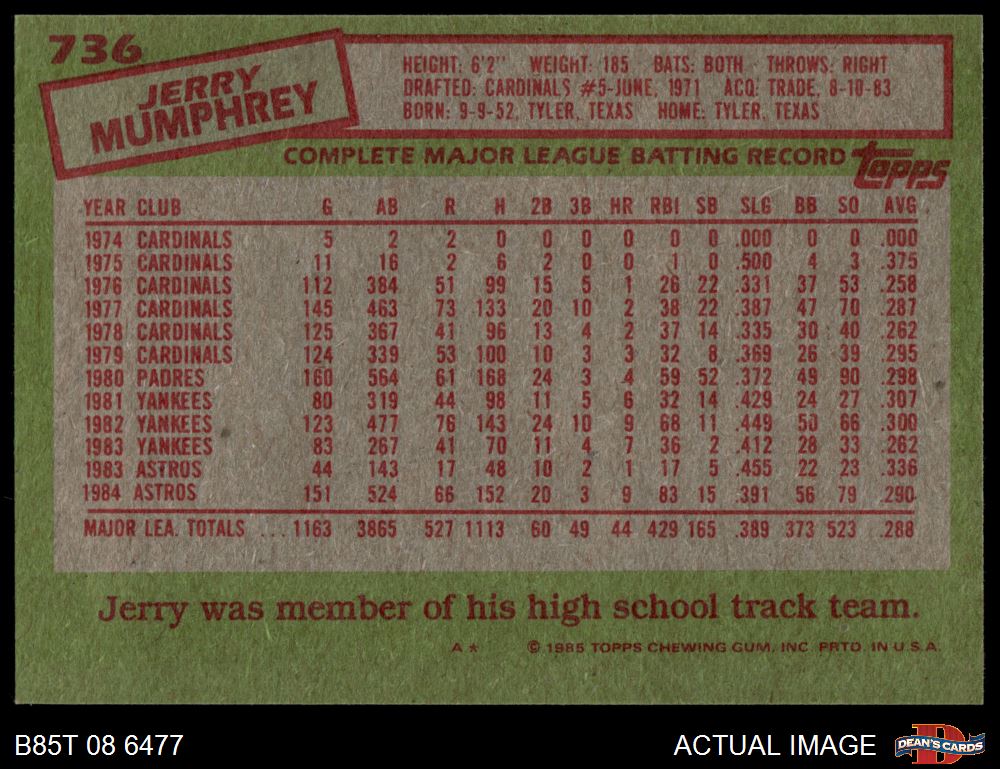 736
JERRY
MUMPHREY
HEIGHT: 6'2" WEIGHT: 185 BATS: BOTH THROWS: RIGHT
DRAFTED: CARDINALS #5-JUNE, 1971 ACQ: TRADE, 8-10-83
BORN: 9-9-52, TYLER, TEXAS HOME: TYLER, TEXAS
COMPLETE MAJOR LEAGUE BATTING RECORD topps
YEAR CLUB G AB R H 2B 3B HR RBI SB SLG BB SO AVG
1974 CARDINALS 5 2 2 0 0 0 0 0 0 .000 0 0 .000
1975 CARDINALS 11 16 2 6 2 0 0 1 0 .500 4 3 .375
1976 CARDINALS 112 384 51 99 15 5 1 26 22 .331 37 53 .258
1977 CARDINALS 145 463 73 133 20 10 2 38 22 .387 47 70 .287
1978 CARDINALS 125 367 41 96 13 4 2 37 14 .335 30 40 .262
1979 CARDINALS 124 339 53 100 10 3 3 32 8 .369 26 39 .295
1980 PADRES 160 564 61 168 24 3 4 59 52 .372 49 90 .298
1981 YANKEES 80 319 44 98 11 5 6 32 14 .429 24 27 .307
1982 YANKEES 123 477 76 143 24 10 9 68 11 .449 50 66 .300
1983 YANKEES 83 267 41 70 11 4 7 36 2 .412 28 33 .262
1983 ASTROS 44 143 17 48 10 2 1 17 5 .455 22 23 .336
1984 ASTROS 151 524 66 152 20 3 9 83 15 .391 56 79 .290
MAJOR LEA. TOTALS ... 1163 3865 527 1113 60 49 44 429 165 .389 373 523 .288
Jerry was member of his high school track team.
A * © 1985 TOPPS CHEWING GUM, INC. PRTD. IN U.S.A.
B85T 08 6477 ACTUAL IMAGE D DEAN'S CARDS